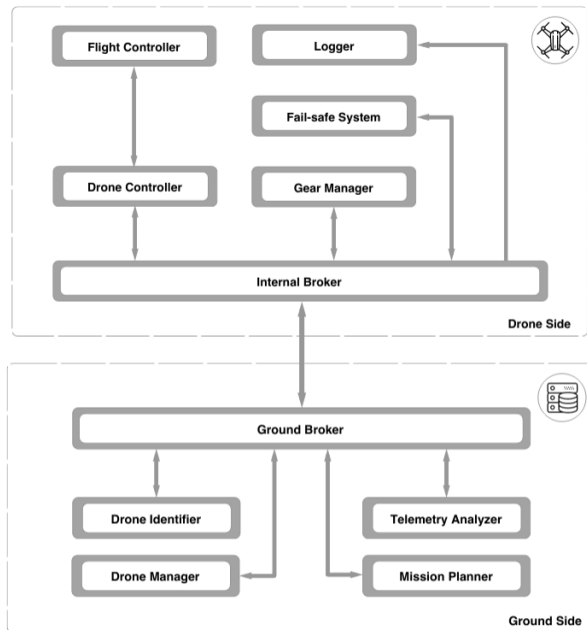 Flight Controller
Logger
Fail-safe System
Drone Controller
Gear Manager
Internal Broker
Drone Side
Ground Broker
Drone Identifier
Telemetry Analyzer
Drone Manager
Mission Planner
Ground Side